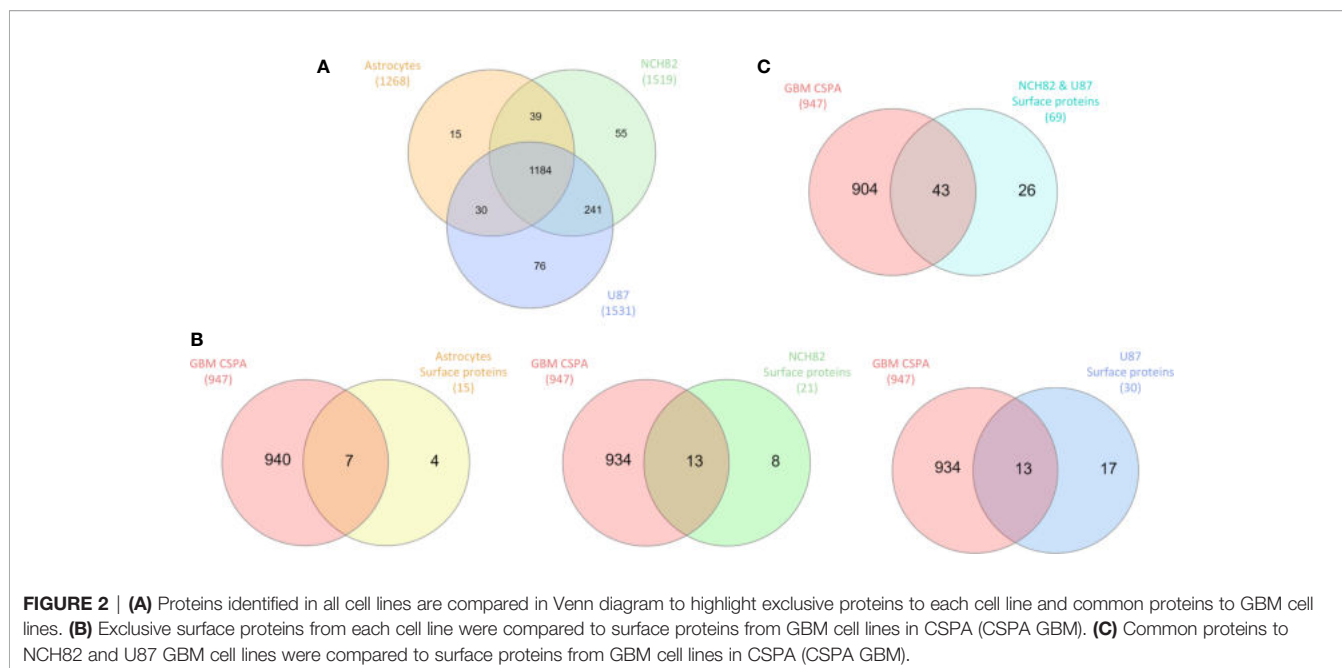 A
Astrocytes
(1268)
NCH82
(1519)
15
39
55
1184
30
241
76
U87
(1531)
C
GBM CSPA
(947)
NCH82 & U87
Surface proteins
(69)
904
43
26
B
GBM CSPA
(947)
Astrocytes
Surface proteins
(15)
940
7
4
GBM CSPA
(947)
NCH82
Surface proteins
(21)
934
13
8
GBM CSPA
(947)
U87
Surface proteins
(30)
934
13
17
FIGURE 2 | (A) Proteins identified in all cell lines are compared in Venn diagram to highlight exclusive proteins to each cell line and common proteins to GBM cell
lines. (B) Exclusive surface proteins from each cell line were compared to surface proteins from GBM cell lines in CSPA (CSPA GBM). (C) Common proteins to
NCH82 and U87 GBM cell lines were compared to surface proteins from GBM cell lines in CSPA (CSPA GBM).